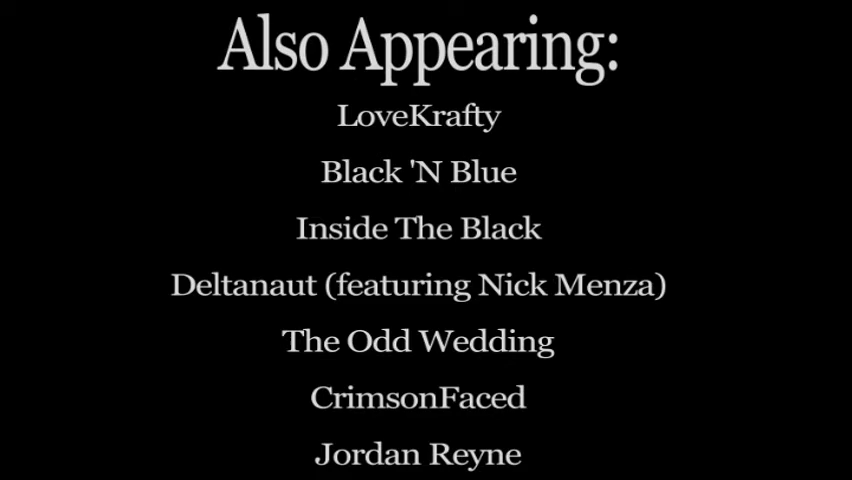 Also Appearing:
LoveKrafty
Black 'N Blue
Inside The Black
Deltanaut (featuring Nick Menza)
The Odd Wedding
CrimsonFaced
Jordan Reyne